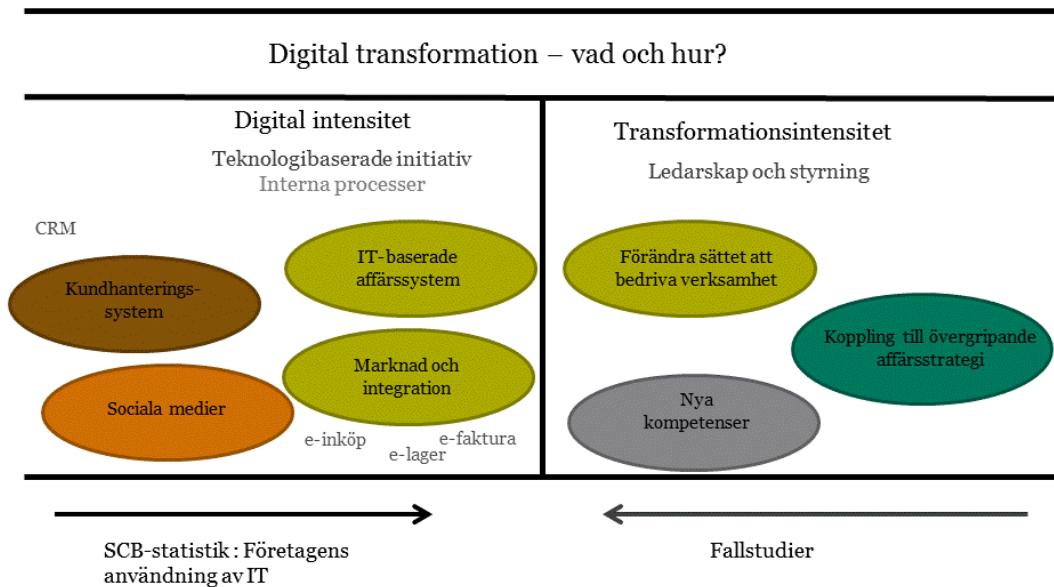 Digital transformation – vad och hur?
Digital intensitet
Teknologibaserade initiativ
Interna processer
CRM
Kundhanterings-
system
IT-baserade
affärssystem
Sociala medier
Marknad och
integration
e-inköp
e-lager
e-faktura
Transformationsintensitet
Ledarskap och styrning
Förändra sättet att
bedriva verksamhet
Koppling till övergripande
affärsstrategi
Nya
kompetenser
SCB-statistik : Företagens
användning av IT
Fallstudier